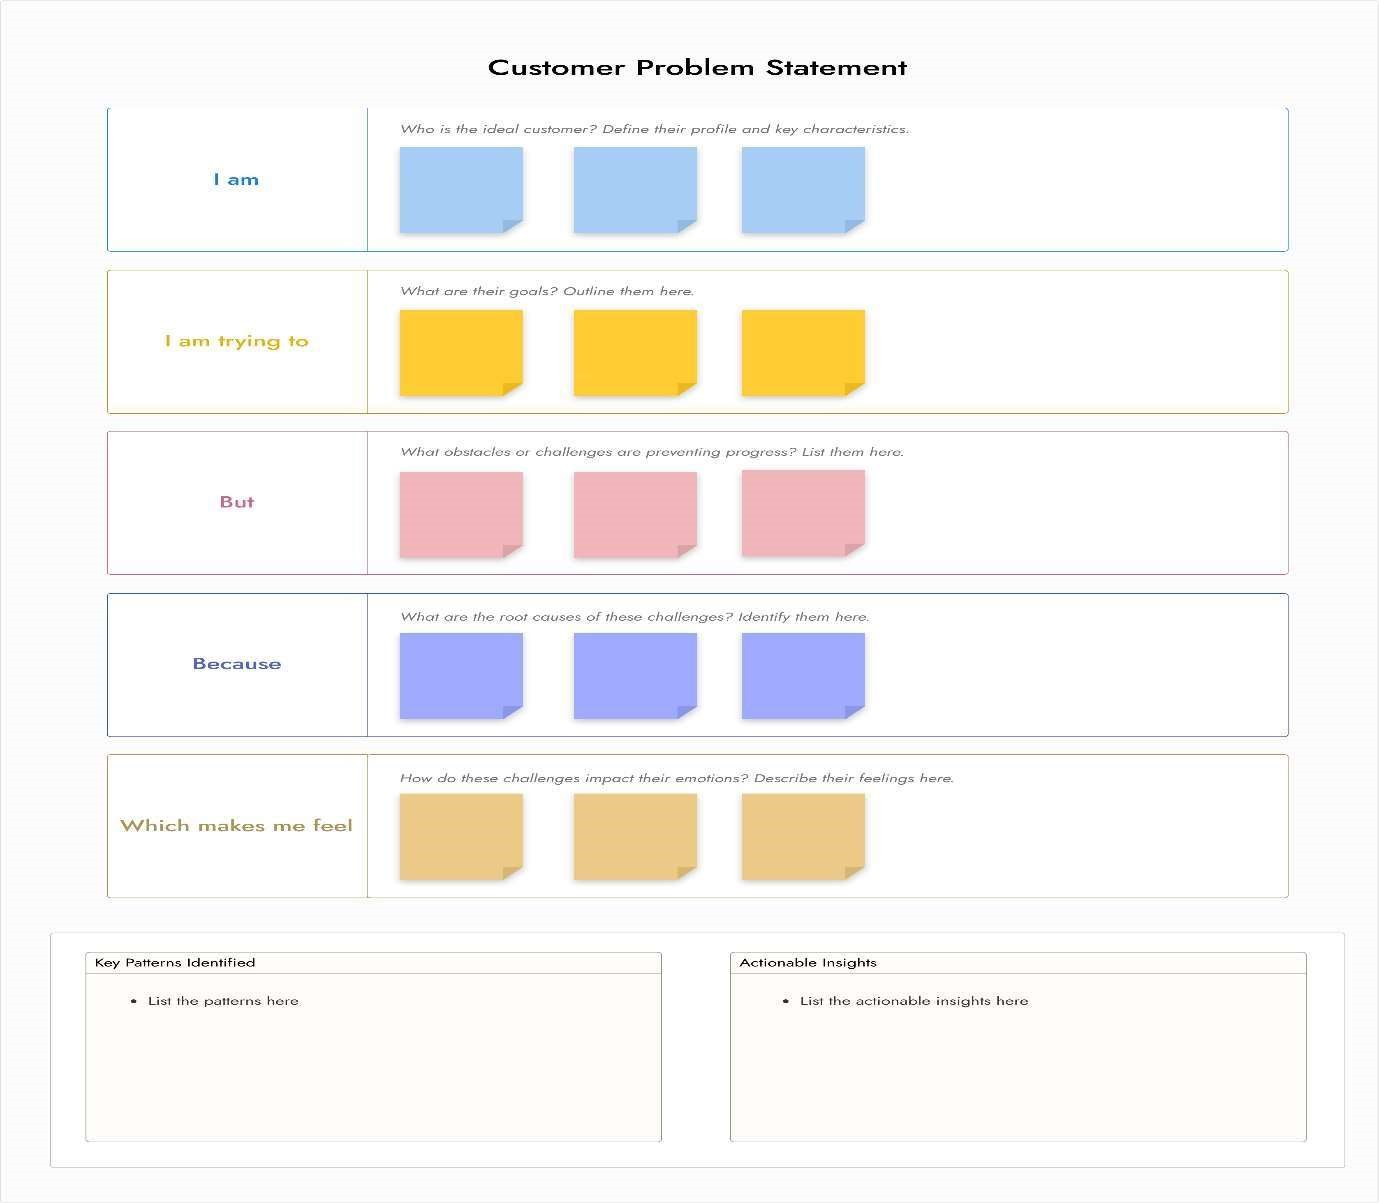 Customer Problem Statement
I am
Who is the ideal customer? Define their profile and key characteristics.
I am trying to
What are their goals? Outline them here.
But
What obstacles or challenges are preventing progress? List them here.
Because
What are the root causes of these challenges? Identify them here.
Which makes me feel
How do these challenges impact their emotions? Describe their feelings here.
Key Patterns Identified
• List the patterns here
Actionable Insights
• List the actionable insights here